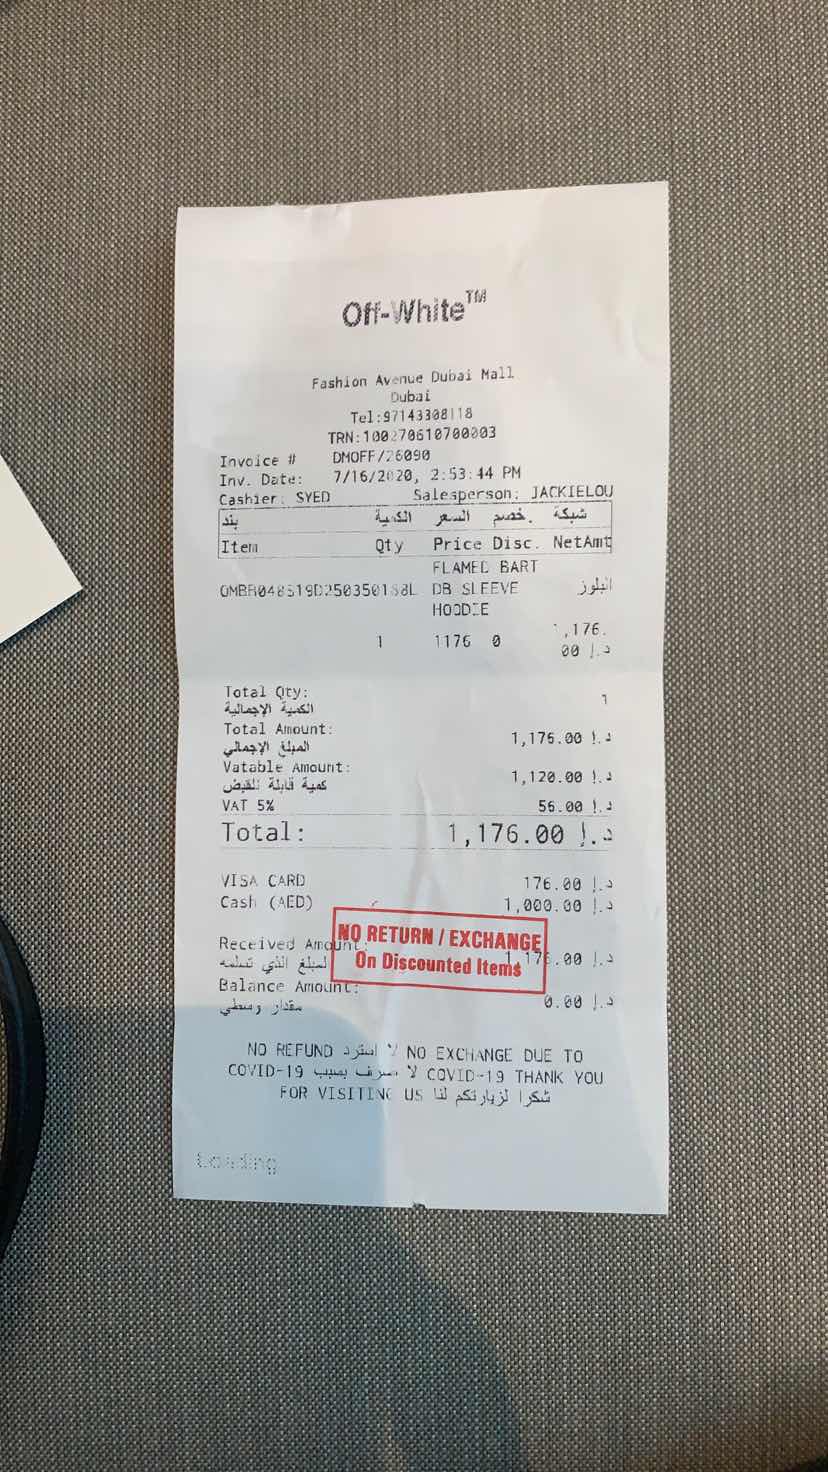 Off-White™
Fashion Avenue Dubai Mall
Dubai
Tel:97143308118
TRN:100270610700003
Invoice # DMOFF/26090
Inv. Date: 7/16/2020, 2:53:44 PM
Cashier: SYED Salesperson: JACKIELOU
بند الكمية السعر خصم. شبكة
Item Qty Price Disc. NetAmt
FLAMED BART
DB SLEEVE البلوز
HOODIE
1 1176 0 1,176.
00 د.إ
Total Qty: 1
الكمية الإجمالية
Total Amount: 1,176.00 د.إ
المبلغ الإجمالي
Vatable Amount: 1,120.00 د.إ
كمية قابلة للقبض
VAT 5% 56.00 د.إ
Total: 1,176.00 د.إ
VISA CARD 176.00 د.إ
Cash (AED) 1,000.00 د.إ
NO RETURN / EXCHANGE
On Discounted Items
Received Amount: 1,176.00 د.إ
لمبلغ الذي تسلمه
Balance Amount: 0.00 د.إ
مقدار وسطي
NO REFUND لا استرد NO EXCHANGE DUE TO
COVID-19 لا صرف بسبب COVID-19 THANK YOU
FOR VISITING US شكرا لزيارتكم لنا